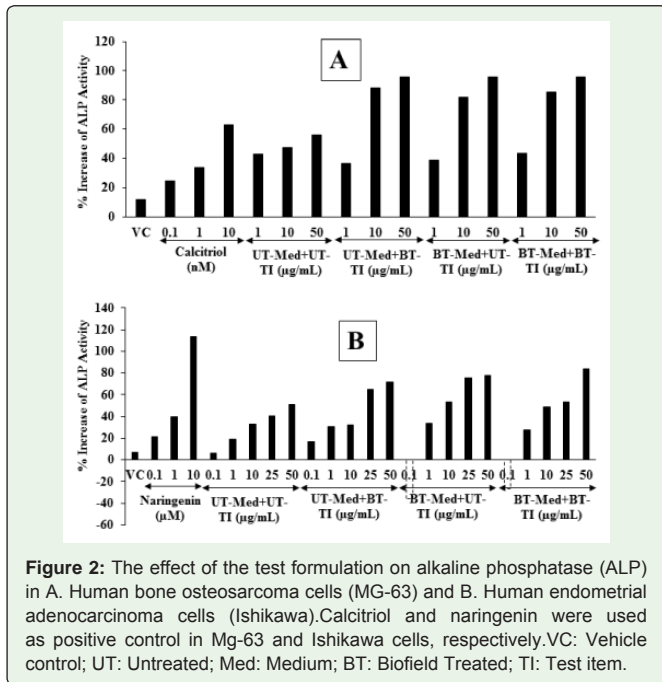 A
% Increase of ALP Activity
120
100
80
60
40
20
0
VC 0.1 1 10 1 10 50 1 10 50 1 10 50 1 10 50
Calcitriol (nM)
UT-Med+UT-TI (µg/mL)
UT-Med+BT-TI (µg/mL)
BT-Med+UT-TI (µg/mL)
BT-Med+BT-TI (µg/mL)
B
% Increase of ALP Activity
140
120
100
80
60
40
20
0
-20
-40
-60
VC 0.1 1 10 0.1 1 10 25 50 0.1 1 10 25 50 0.1 1 10 25 50 0.1 1 10 25 50
Naringenin (µM)
UT-Med+UT-TI (µg/mL)
UT-Med+BT-TI (µg/mL)
BT-Med+UT-TI (µg/mL)
BT-Med+BT-TI (µg/mL)
Figure 2: The effect of the test formulation on alkaline phosphatase (ALP)
in A. Human bone osteosarcoma cells (MG-63) and B. Human endometrial
adenocarcinoma cells (Ishikawa).Calcitriol and naringenin were used
as positive control in Mg-63 and Ishikawa cells, respectively.VC: Vehicle
control; UT: Untreated; Med: Medium; BT: Biofield Treated; TI: Test item.